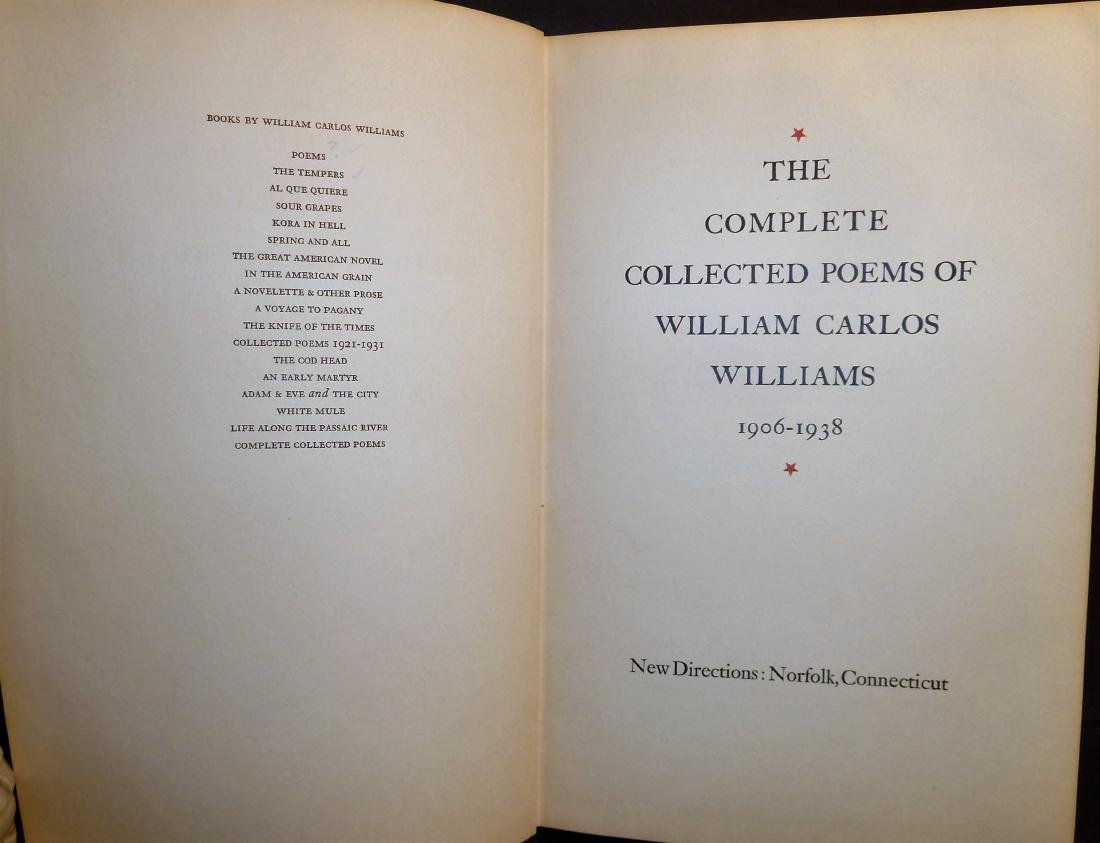 BOOKS BY WILLIAM CARLOS WILLIAMS
POEMS
THE TEMPERS
AL QUE QUIERE
SOUR GRAPES
KORA IN HELL
SPRING AND ALL
THE GREAT AMERICAN NOVEL
IN THE AMERICAN GRAIN
A NOVELETTE & OTHER PROSE
A VOYAGE TO PAGANY
THE KNIFE OF THE TIMES
COLLECTED POEMS 1921-1931
THE COD HEAD
AN EARLY MARTYR
ADAM & EVE and THE CITY
WHITE MULE
LIFE ALONG THE PASSAIC RIVER
COMPLETE COLLECTED POEMS
THE
COMPLETE
COLLECTED POEMS OF
WILLIAM CARLOS
WILLIAMS
1906-1938
New Directions: Norfolk, Connecticut